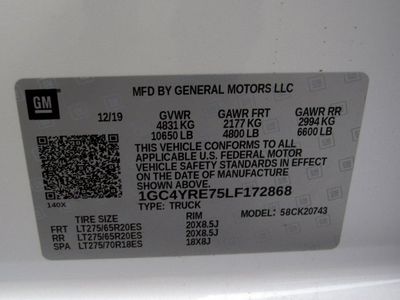 MFD BY GENERAL MOTORS LLC
GM
12/19 GVWR GAWR FRT GAWR RR
4831 KG 2177 KG 2994 KG
10650 LB 4800 LB 6600 LB
THIS VEHICLE CONFORMS TO ALL
APPLICABLE U.S. FEDERAL MOTOR
VEHICLE SAFETY STANDARDS IN
EFFECT ON THE DATE OF
MANUFACTURE SHOWN ABOVE.
1GC4YRE75LF172868
140X TYPE: TRUCK
MODEL: 58CK20743
TIRE SIZE RIM
FRT LT275/65R20ES 20X8.5J
RR LT275/65R20ES 20X8.5J
SPA LT275/70R18ES 18X8J